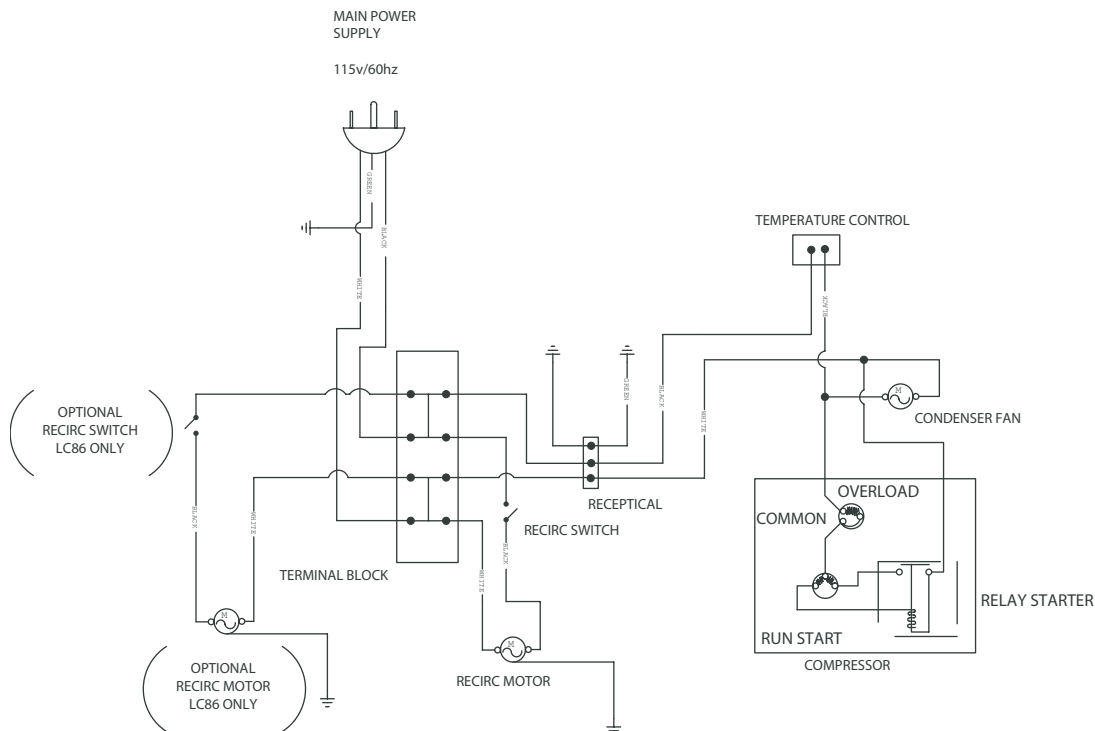 MAIN POWER
SUPPLY
115v/60hz
GREEN
BLACK
WHITE
TEMPERATURE CONTROL
BLACK
GREEN
BLACK
WHITE
CONDENSER FAN
M
OPTIONAL
RECIRC SWITCH
LC86 ONLY
RECEPTICAL
OVERLOAD
COMMON
RECIRC SWITCH
BLACK
WHITE
BLACK
WHITE
TERMINAL BLOCK
RELAY STARTER
M
RUN START
M
COMPRESSOR
OPTIONAL
RECIRC MOTOR
LC86 ONLY
RECIRC MOTOR